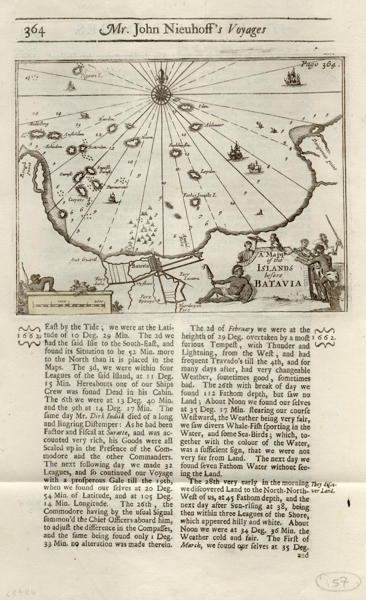 364 Mr. John Nieuhoff's Voyages
Page 364.
Edam
Alkmaer
Leyden
Amsterdam
Purmerent
Batavia
A Map
of the
ISLANDS
before
BATAVIA
1662.
East by the Tide; we were at the Lati-
tude of 10 Deg. 29 Min. The 2d we
had the said Isle to the South-East, and
found its Situation to be 52 Min. more
to the North than it is placed in the
Maps. The 3d, we were within four
Leagues of the said Island, at 11 Deg.
15 Min. Hereabouts one of our Ships
Crew was found Dead in his Cabin.
The 6th we were at 13 Deg. 40 Min.
and the 9th at 14 Deg. 17 Min. The
same day Mr. Dirk died of a long
and lingring Distemper: As he had been
Factor and Fiscal at Suratte, and was ac-
counted very rich, his Goods were all
Sealed up in the Presence of the Com-
modore and the other Commanders.
The next following day we made 32
Leagues, and so continued our Voyage
with a prosperous Gale till the 19th,
when we found our selves at 20 Deg.
54 Min. of Latitude, and at 105 Deg.
14 Min. Longitude. The 26th, the
Commodore having by the usual Signal
summon'd the Chief Officers aboard him,
to adjust the difference in the Compasses,
and the same being found only 1 Deg.
33 Min. no alteration was made therein.
The 2d of February we were at the
heighth of 29 Deg. overtaken by a most
furious Tempest, with Thunder and
Lightning, from the West, and had
frequent Travado's till the 4th, and for
many days after, had very changeable
Weather, sometimes good, sometimes
bad. The 26th with break of day we
found 112 Fathom depth, but saw no
Land; About Noon we found our selves
at 35 Deg. 17 Min. steering our course
Westward, the Weather being very fair,
we saw divers Whale-Fish sporting in the
Water, and some Sea-Birds; which, to-
gether with the colour of the Water,
was a sufficient sign, that we were not
very far from Land. The next day we
found seven Fathom Water without see-
ing the Land.
The 28th very early in the morning
we discovered Land to the North-North-
West of us, at 45 Fathom depth, and the
next day after Sun-rising at 38, being
then within three Leagues of the Shore,
which appeared hilly and white. About
Noon we were at 34 Deg. 36 Min. the
Weather cold and fair. The First of
March, we found our selves at 35 Deg.
and
1662.
They disco-
ver Land.
57